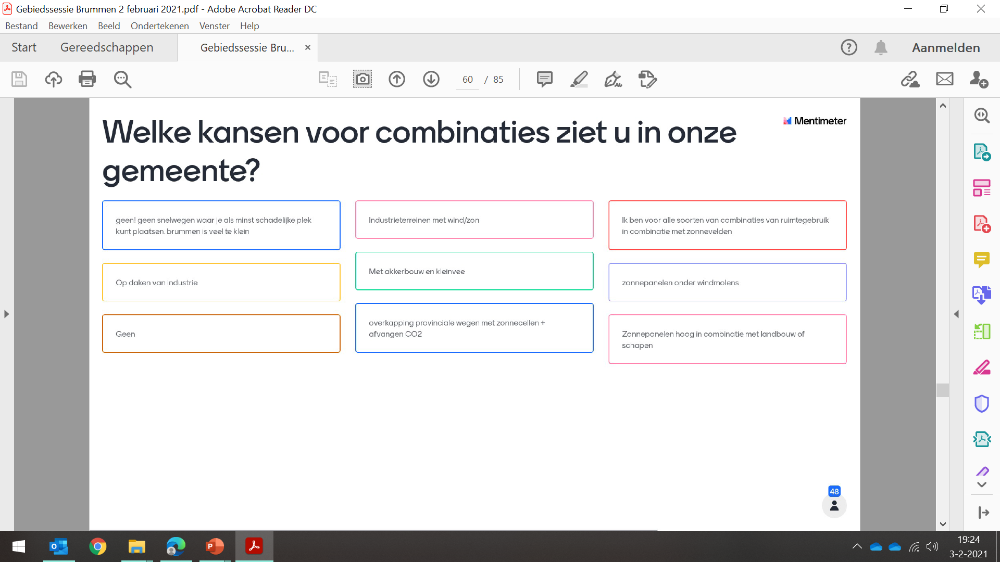 Gebiedssessie Brummen 2 februari 2021.pdf - Adobe Acrobat Reader DC
Bestand Bewerken Beeld Ondertekenen Venster Help
Start Gereedschappen Gebiedssessie Bru... × Aanmelden
60 / 85
Welke kansen voor combinaties ziet u in onze
gemeente?
Mentimeter
geen! geen snelwegen waar je als minst schadelijke plek
kunt plaatsen. brummen is veel te klein
Op daken van industrie
Geen
Industrieterreinen met wind/zon
Met akkerbouw en kleinvee
overkapping provinciale wegen met zonnecellen +
afvangen CO2
Ik ben voor alle soorten van combinaties van ruimtegebruik
in combinatie met zonnevelden
zonnepanelen onder windmolens
Zonnepanelen hoog in combinatie met landbouw of
schapen
48
19:24
3-2-2021